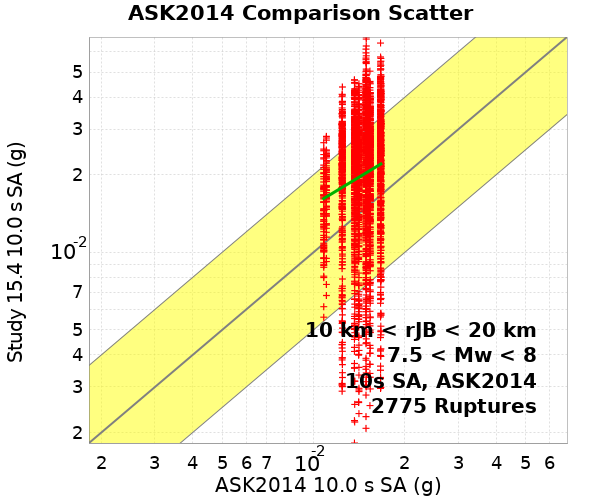 ASK2014 Comparison Scatter
Study 15.4 10.0 s SA (g)
5
4
3
2
10^-2
7
5
4
3
2
10 km < rJB < 20 km
7.5 < Mw < 8
10s SA, ASK2014
2775 Ruptures
2 3 4 5 6 7 10^-2 2 3 4 5 6
ASK2014 10.0 s SA (g)